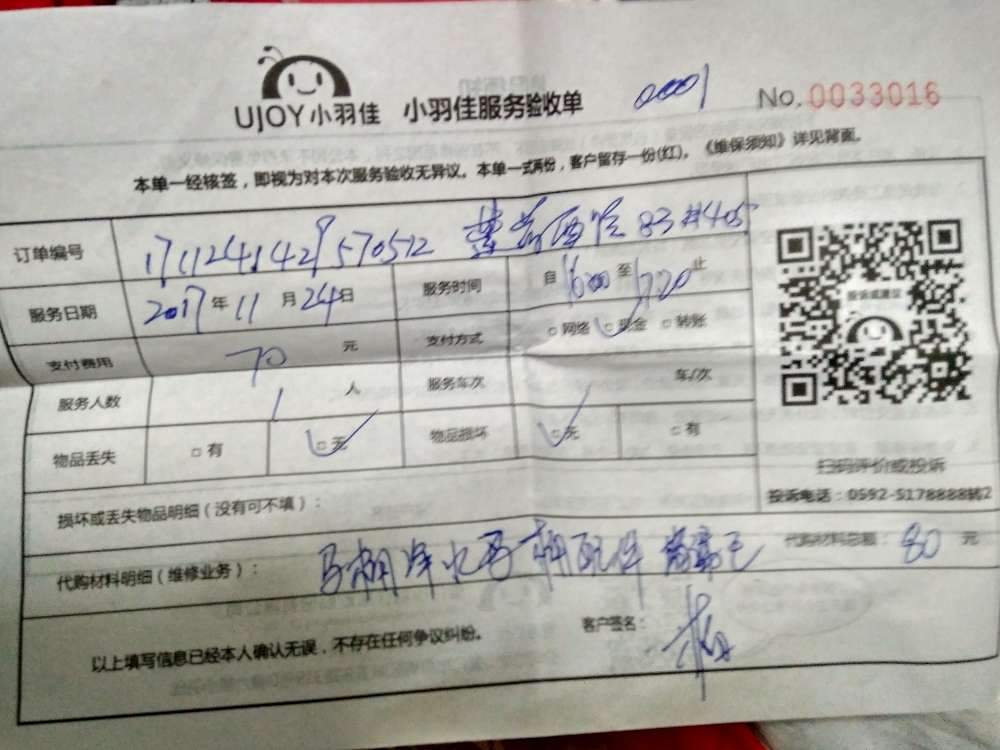 UJOY小羽佳 小羽佳服务验收单 0001 No. 0033016
本单一经核签，即视为对本次服务验收无异议。本单一式两份，客户留存一份(红)。《维保须知》详见背面。
订单编号 1711241429570512 83#405
服务日期 2017年11月24日 服务时间 自16:00至17:20止
支付费用 70元 支付方式 □网络 □现金 □转账
服务人数 1人 服务车次 车/次
物品丢失 □有 □无 物品损坏 □无 □有
扫码评价或投诉
投诉电话：0592-5178888转2
损坏或丢失物品明细（没有可不填）：
代购材料明细（维修业务）： 配件 代购材料总额：80元
以上填写信息已经本人确认无误，不存在任何争议纠纷。 客户签名：